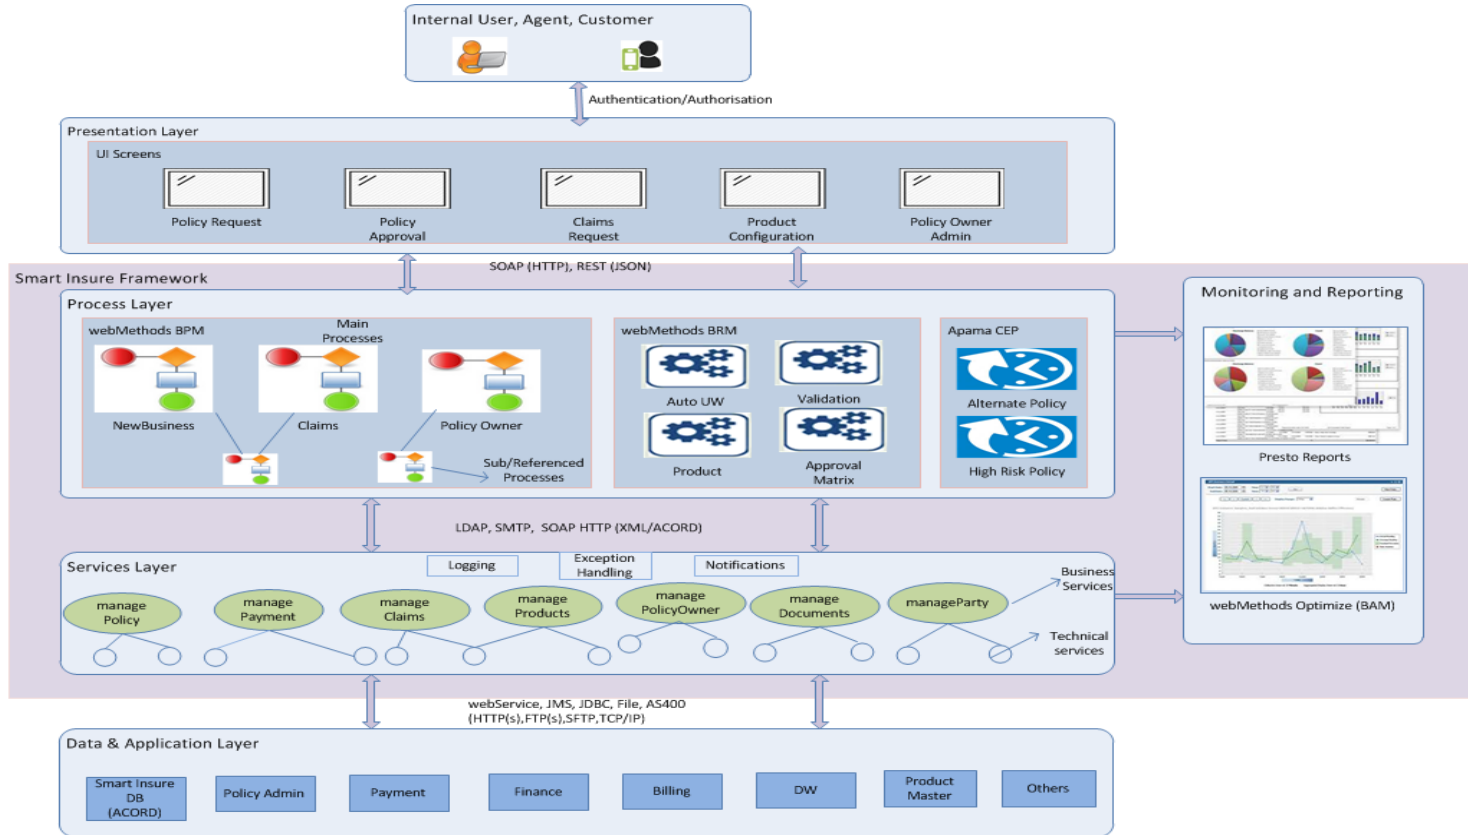 Internal User, Agent, Customer
Authentication/Authorisation
Presentation Layer
UI Screens
Policy Request
Policy
Approval
Claims
Request
Product
Configuration
Policy Owner
Admin
SOAP (HTTP), REST (JSON)
Smart Insure Framework
Process Layer
webMethods BPM
Main
Processes
NewBusiness
Claims
Policy Owner
Sub/Referenced
Processes
webMethods BRM
Auto UW
Validation
Product
Approval
Matrix
Apama CEP
Alternate Policy
High Risk Policy
Monitoring and Reporting
Presto Reports
webMethods Optimize (BAM)
LDAP, SMTP, SOAP HTTP (XML/ACORD)
Services Layer
Logging
Exception
Handling
Notifications
Business
Services
manage
Policy
manage
Payment
manage
Claims
manage
Products
manage
PolicyOwner
manage
Documents
manageParty
Technical
services
webService, JMS, JDBC, File, AS400
(HTTP(s),FTP(s),SFTP,TCP/IP)
Data & Application Layer
Smart Insure
DB
(ACORD)
Policy Admin
Payment
Finance
Billing
DW
Product
Master
Others